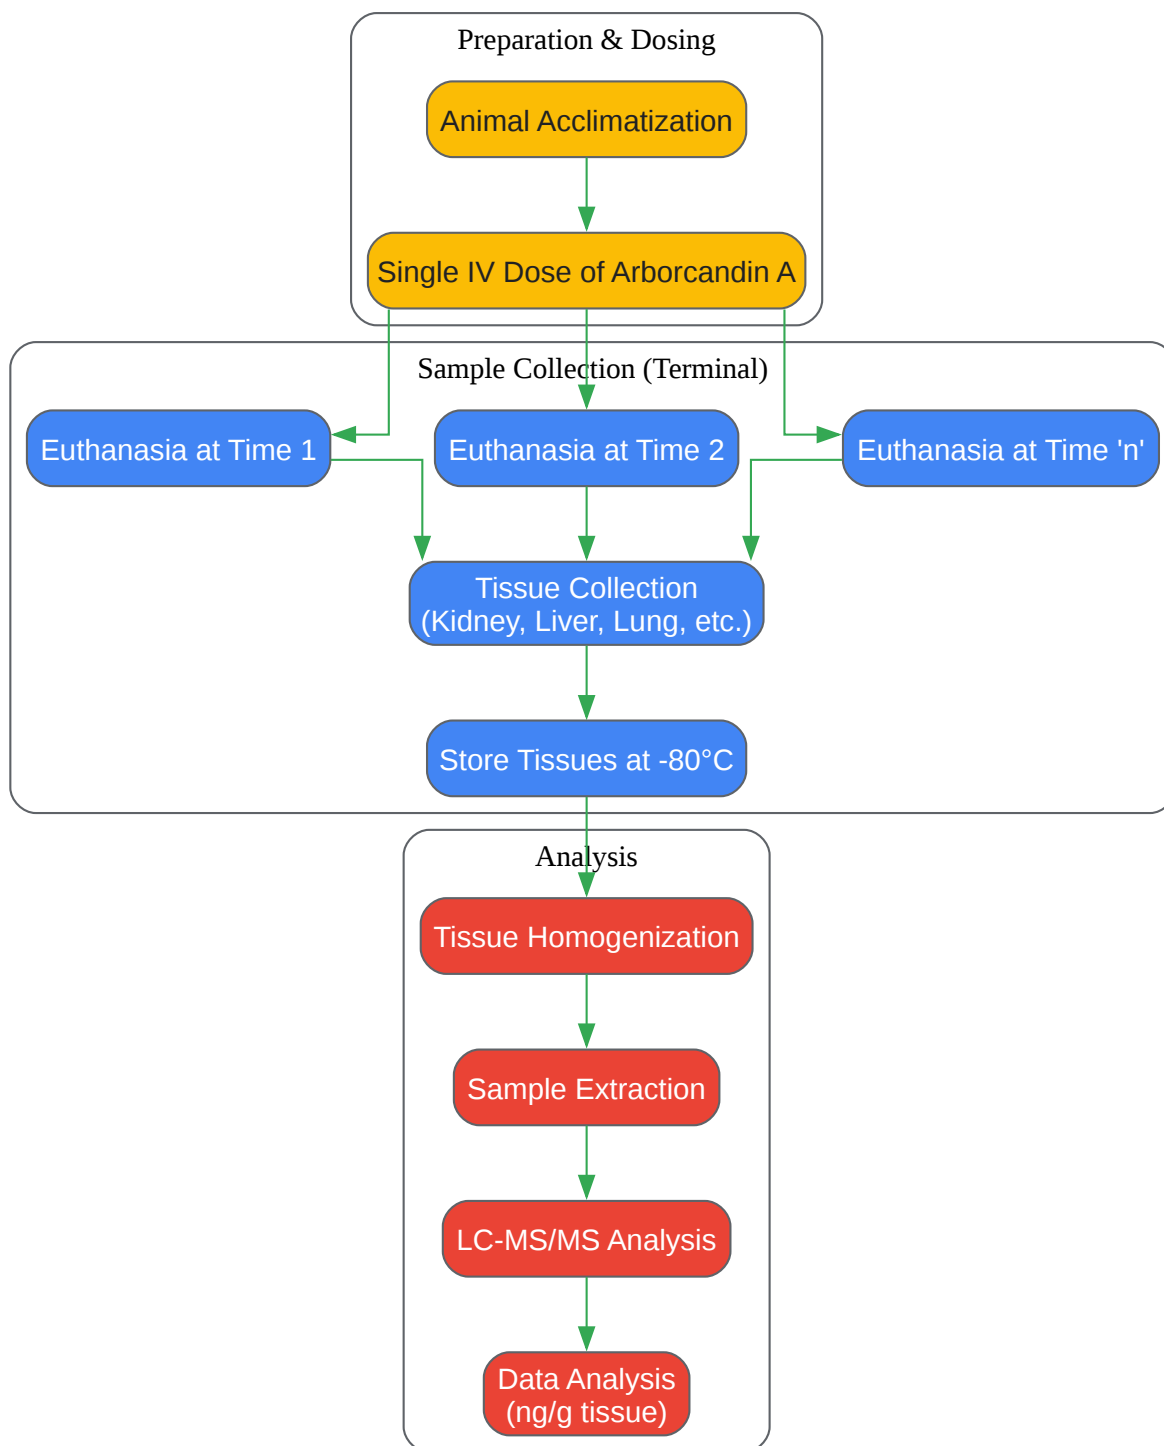 Preparation & Dosing
Animal Acclimatization
Single IV Dose of Arborcandin A
Sample Collection (Terminal)
Euthanasia at Time 1
Euthanasia at Time 2
Euthanasia at Time 'n'
Tissue Collection
(Kidney, Liver, Lung, etc.)
Store Tissues at -80°C
Analysis
Tissue Homogenization
Sample Extraction
LC-MS/MS Analysis
Data Analysis
(ng/g tissue)